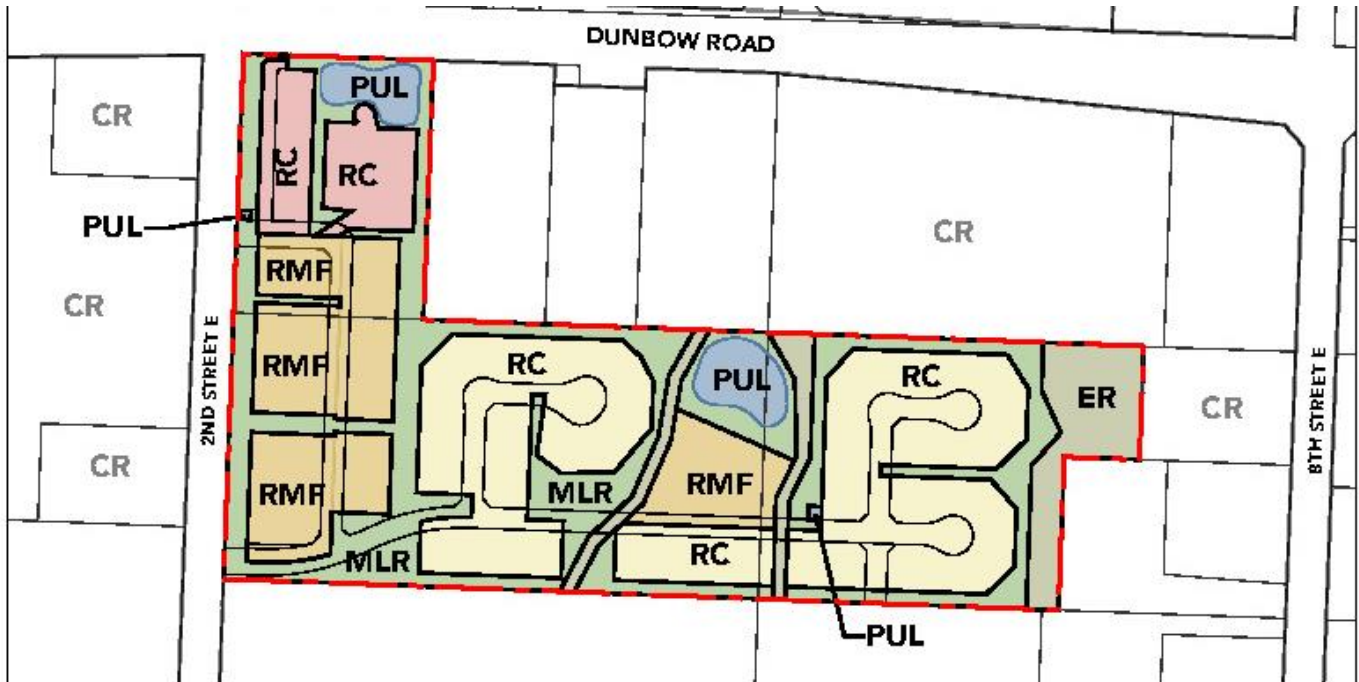 DUNBOW ROAD
PUL
CR
RC
RC
PUL
CR
RMF
CR
2ND STREET E
RMF
RC
PUL
RC
ER
CR
8TH STREET E
CR
RMF
MLR
RMF
MLR
RC
PUL